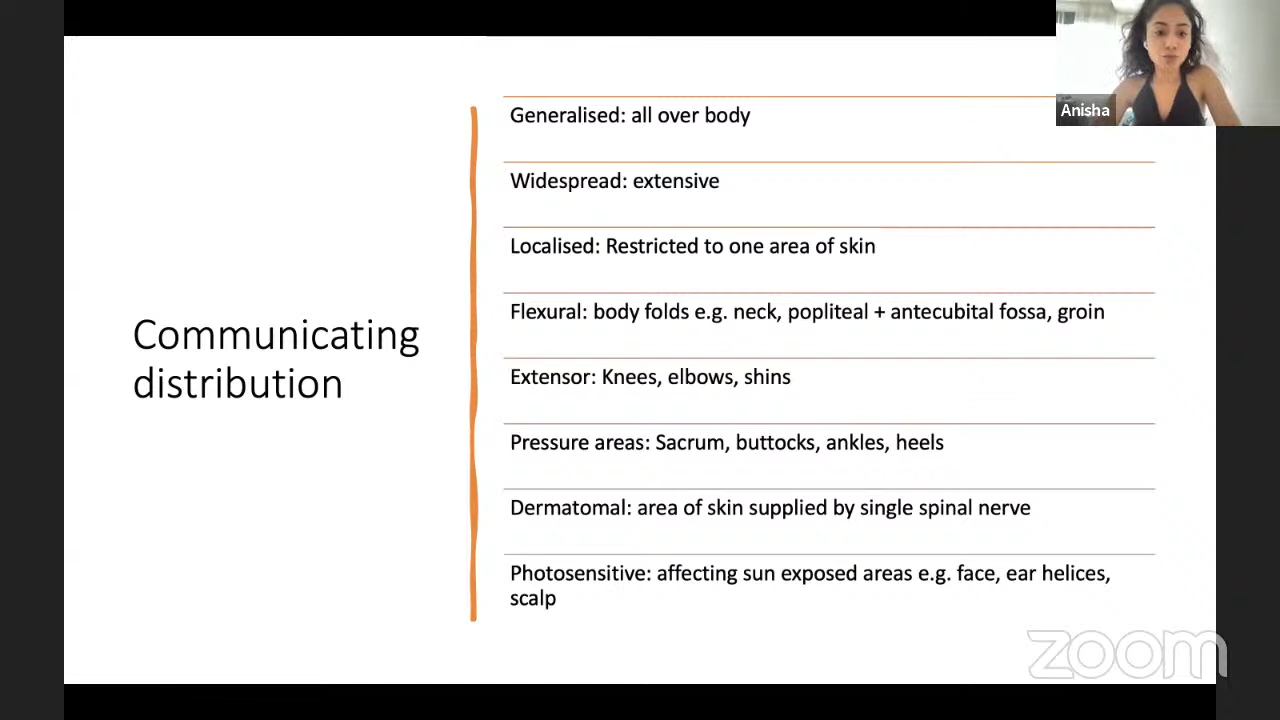 Anisha
Generalised: all over body
Widespread: extensive
Localised: Restricted to one area of skin
Flexural: body folds e.g. neck, popliteal + antecubital fossa, groin
Communicating
distribution
Extensor: Knees, elbows, shins
Pressure areas: Sacrum, buttocks, ankles, heels
Dermatomal: area of skin supplied by single spinal nerve
Photosensitive: affecting sun exposed areas e.g. face, ear helices,
scalp
zoom